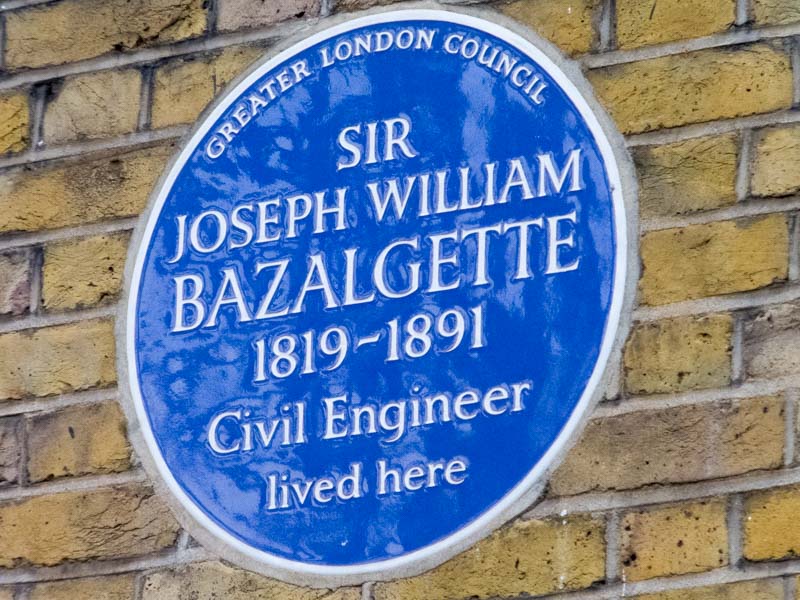 GREATER LONDON COUNCIL
SIR
JOSEPH WILLIAM
BAZALGETTE
1819~1891
Civil Engineer
lived here